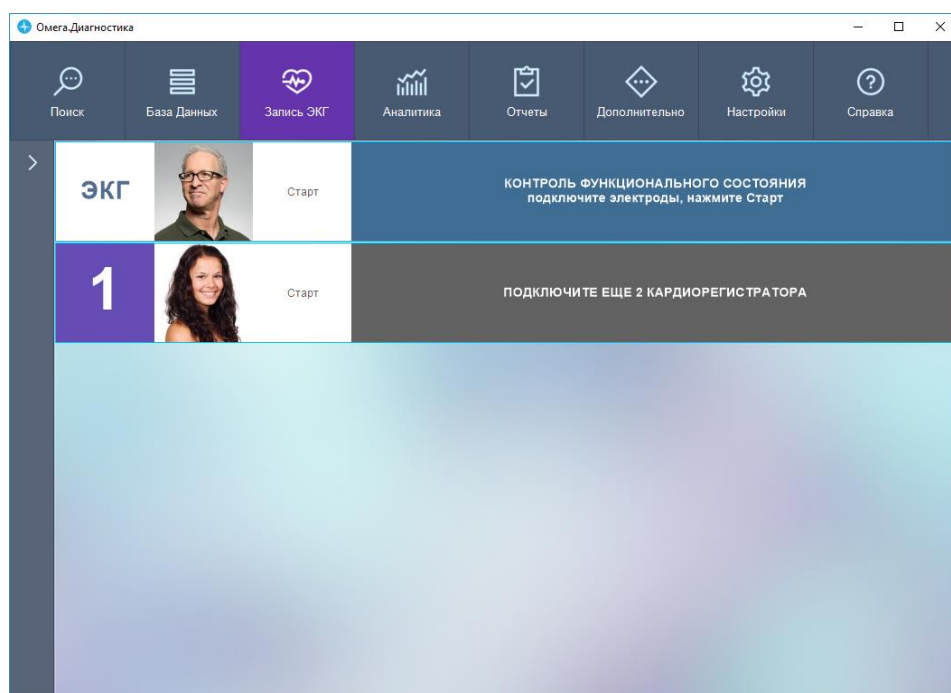 Омега.Диагностика
Поиск
База Данных
Запись ЭКГ
Аналитика
Отчеты
Дополнительно
Настройки
Справка
ЭКГ
Старт
КОНТРОЛЬ ФУНКЦИОНАЛЬНОГО СОСТОЯНИЯ
подключите электроды, нажмите Старт
1
Старт
ПОДКЛЮЧИТЕ ЕЩЕ 2 КАРДИОРЕГИСТРАТОРА